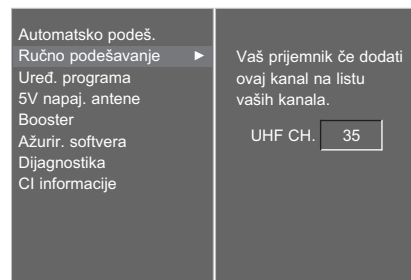 Automatsko podeš.
Ručno podešavanje ►
Uređ. programa
5V napaj. antene
Booster
Ažurir. softvera
Dijagnostika
CI informacije
Vaš prijemnik če dodati
ovaj kanal na listu
vaših kanala.
UHF CH. 35